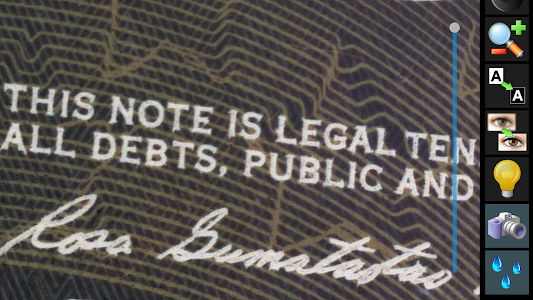 THIS NOTE IS LEGAL TEN
ALL DEBTS, PUBLIC AND
Rosa Gumataotao
A
A